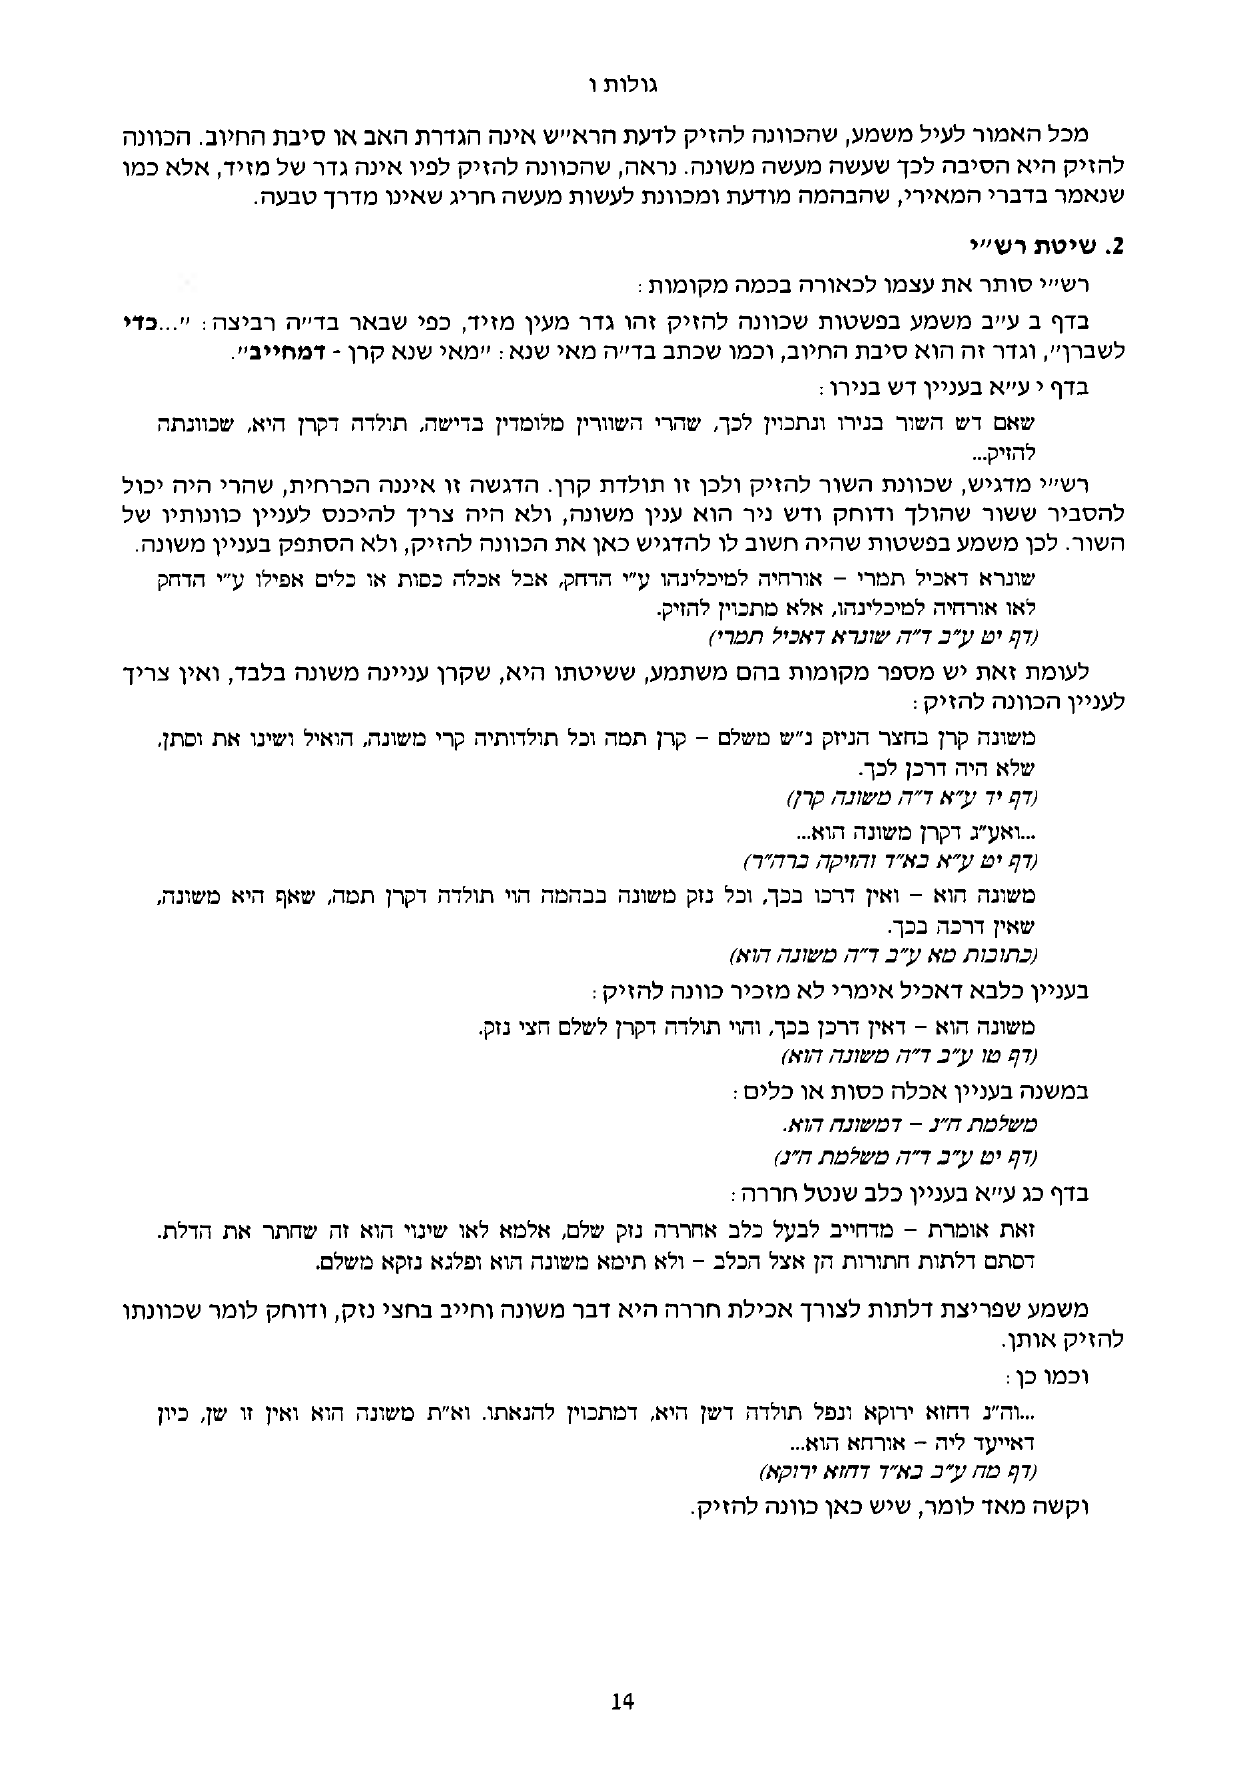 גולות ו
מכל האמור לעיל משמע, שהכוונה להזיק לדעת הרא״ש אינה הגדרת האב או סיבת החיוב. הכוונה
להזיק היא הסיבה לכך שעשה מעשה משונה. נראה, שהכוונה להזיק לפיו אינה גדר של מזיד, אלא כמו
שנאמר בדברי המאירי, שהבהמה מודעת ומכוונת לעשות מעשה חריג שאינו מדרך טבעה.
2. שיטת רש״י
רש״י סותר את עצמו לכאורה בכמה מקומות:
בדף ב ע״ב משמע בפשטות שכוונה להזיק זהו גדר מעין מזיד, כפי שבאר בד״ה רביצה: ״...כדי
לשברן״, וגדר זה הוא סיבת החיוב, וכמו שכתב בד״ה מאי שנא: ״מאי שנא קרן - דמחייב״.
בדף י ע״א בעניין דש בנירו:
שאם דש השור בנירו ונתכוין לכך, שהרי השוורין מלומדין בדישה, תולדה דקרן היא, שכוונתה
להזיק...
רש״י מדגיש, שכוונת השור להזיק ולכן זו תולדת קרן. הדגשה זו איננה הכרחית, שהרי היה יכול
להסביר ששור שהולך ודוחק ודש ניר הוא ענין משונה, ולא היה צריך להיכנס לעניין כוונותיו של
השור. לכן משמע בפשטות שהיה חשוב לו להדגיש כאן את הכוונה להזיק, ולא הסתפק בעניין משונה.
שונרא דאכיל תמרי – אורחיה למיכלינהו ע״י הדחק, אבל אכלה כסות או כלים אפילו ע״י הדחק
לאו אורחיה למיכלינהו, אלא מתכוין להזיק.
(דף יט ע״ב ד״ה שונרא דאכיל תמרי)
לעומת זאת יש מספר מקומות בהם משתמע, ששיטתו היא, שקרן עניינה משונה בלבד, ואין צריך
לעניין הכוונה להזיק:
משונה קרן בחצר הניזק נ״ש משלם – קרן תמה וכל תולדותיה קרי משונה, הואיל ושינו את וסתן,
שלא היה דרכן לכך.
(דף יד ע״א ד״ה משונה קרן)
...ואע״ג דקרן משונה הוא...
(דף יט ע״א בא״ד והזיקה ברה״ר)
משונה הוא – ואין דרכו בכך, וכל נזק משונה בבהמה הוי תולדה דקרן תמה, שאף היא משונה,
שאין דרכה בכך.
(כתובות מא ע״ב ד״ה משונה הוא)
בעניין כלבא דאכיל אימרי לא מזכיר כוונה להזיק:
משונה הוא – דאין דרכן בכך, והוי תולדה דקרן לשלם חצי נזק.
(דף טו ע״ב ד״ה משונה הוא)
במשנה בעניין אכלה כסות או כלים:
משלמת ח״נ – דמשונה הוא.
(דף יט ע״ב ד״ה משלמת ח״נ)
בדף כג ע״א בעניין כלב שנטל חררה:
זאת אומרת – מדחייב לבעל כלב אחררה נזק שלם, אלמא לאו שינוי הוא זה שחתר את הדלת.
דסתם דלתות חתורות הן אצל הכלב – ולא תימא משונה הוא ופלגא נזקא משלם.
משמע שפריצת דלתות לצורך אכילת חררה היא דבר משונה וחייב בחצי נזק, ודוחק לומר שכוונתו
להזיק אותן.
וכמו כן:
...וה״נ דחזא ירוקא ונפל תולדה דשן היא, דמתכוין להנאתו. וא״ת משונה הוא ואין זו שן, כיון
דאייעד ליה – אורחא הוא...
(דף מח ע״ב בא״ד דחזא ירוקא)
וקשה מאד לומר, שיש כאן כוונה להזיק.
14